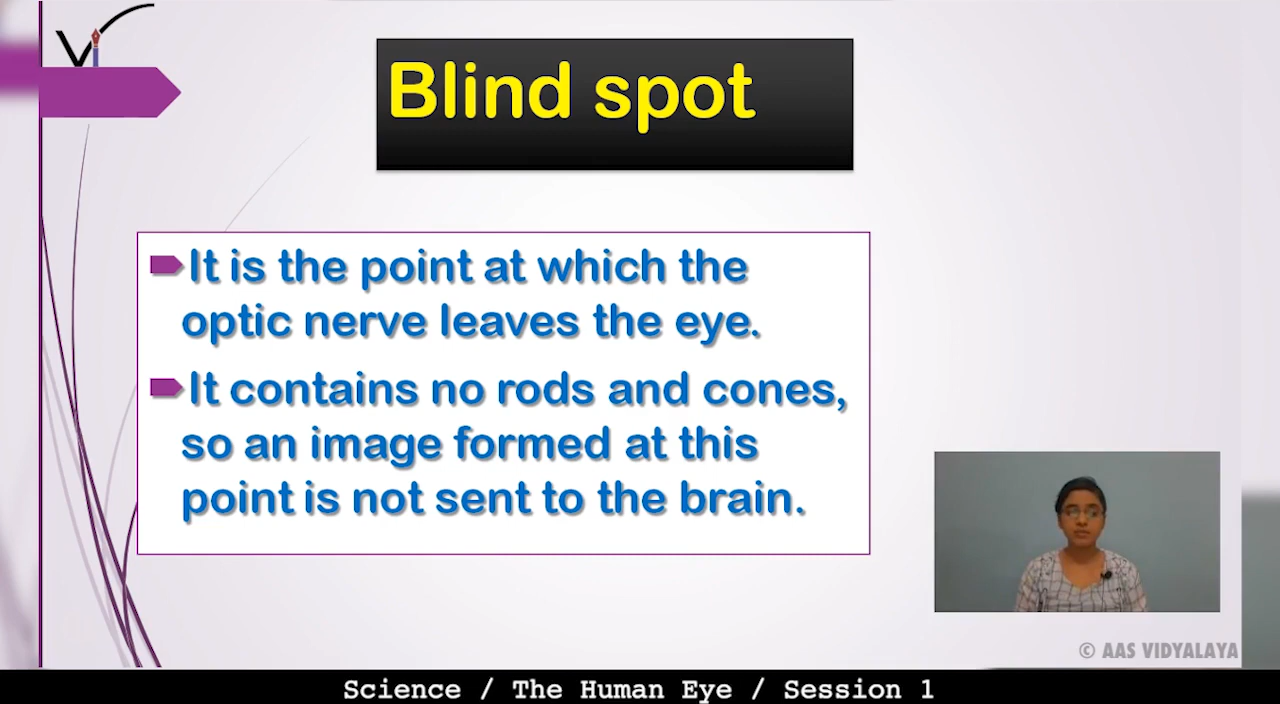 Vi
Blind spot
It is the point at which the
optic nerve leaves the eye.
It contains no rods and cones,
so an image formed at this
point is not sent to the brain.
© AAS VIDYALAYA
Science / The Human Eye / Session 1